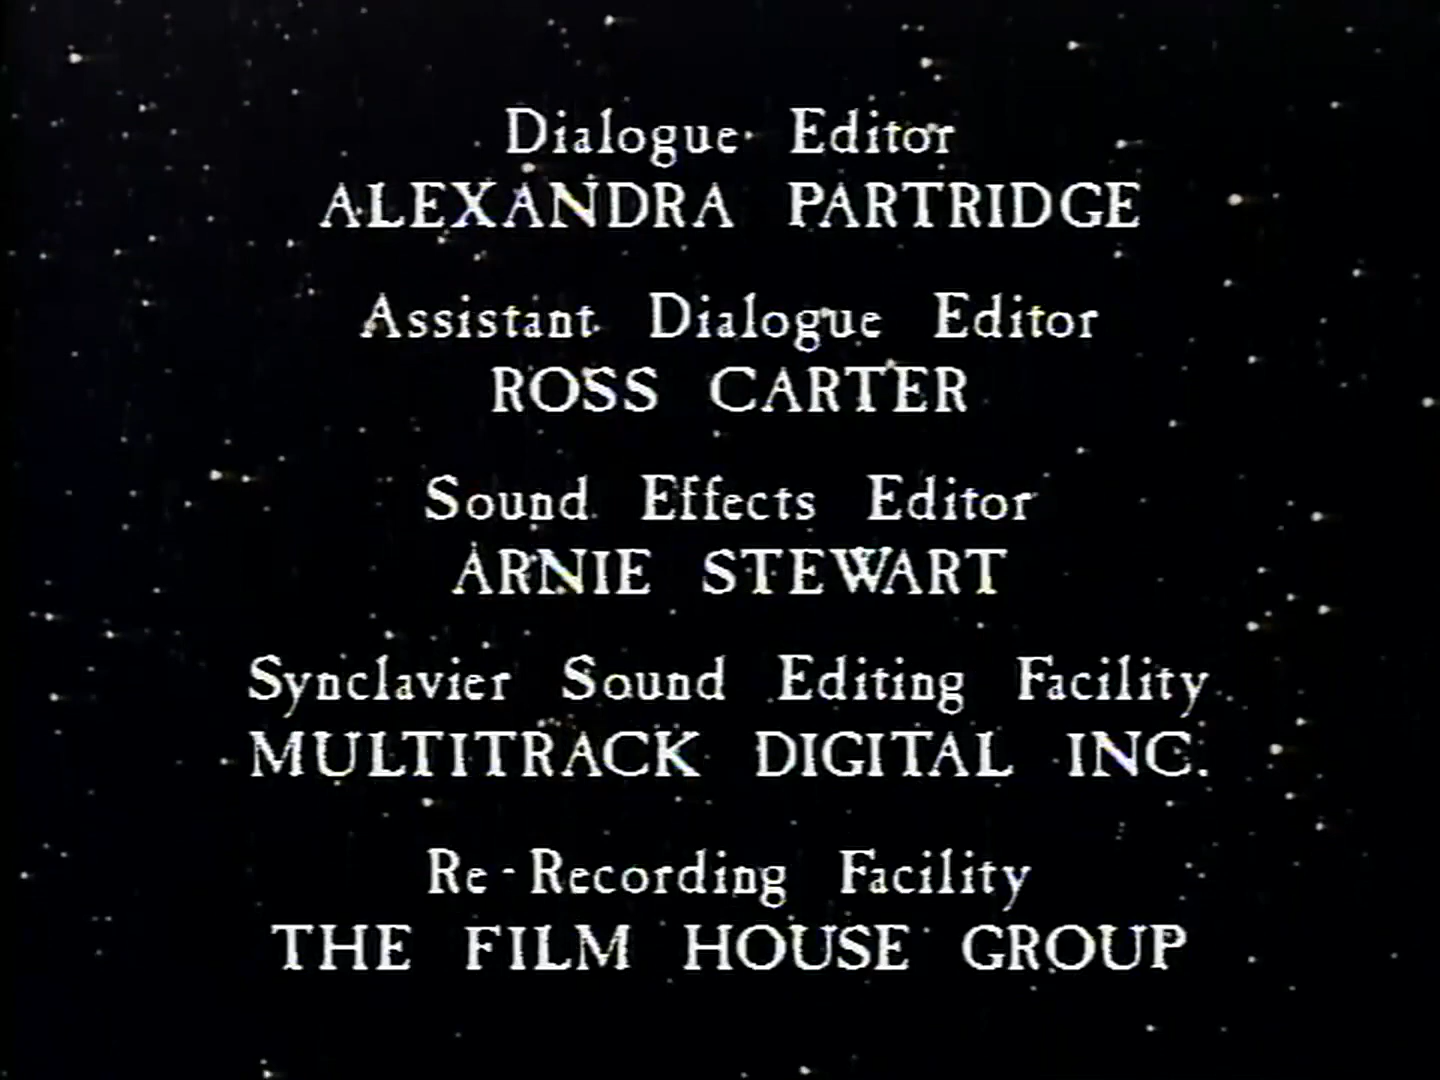 Dialogue Editor
ALEXANDRA PARTRIDGE
Assistant Dialogue Editor
ROSS CARTER
Sound Effects Editor
ARNIE STEWART
Synclavier Sound Editing Facility
MULTITRACK DIGITAL INC.
Re-Recording Facility
THE FILM HOUSE GROUP